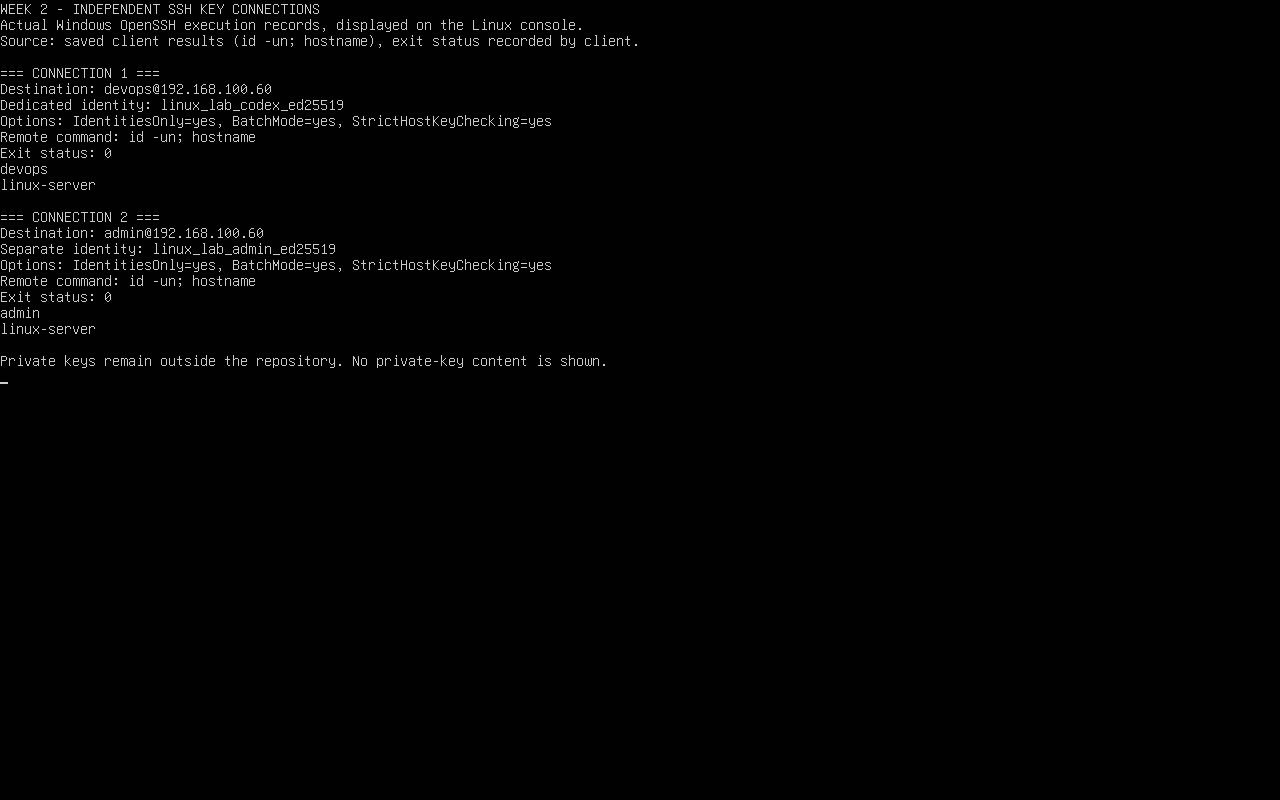 WEEK 2 - INDEPENDENT SSH KEY CONNECTIONS
Actual Windows OpenSSH execution records, displayed on the Linux console.
Source: saved client results (id -un; hostname), exit status recorded by client.
=== CONNECTION 1 ===
Destination: devops@192.168.100.60
Dedicated identity: linux_lab_codex_ed25519
Options: IdentitiesOnly=yes, BatchMode=yes, StrictHostKeyChecking=yes
Remote command: id -un; hostname
Exit status: 0
devops
linux-server
=== CONNECTION 2 ===
Destination: admin@192.168.100.60
Separate identity: linux_lab_admin_ed25519
Options: IdentitiesOnly=yes, BatchMode=yes, StrictHostKeyChecking=yes
Remote command: id -un; hostname
Exit status: 0
admin
linux-server
Private keys remain outside the repository. No private-key content is shown.